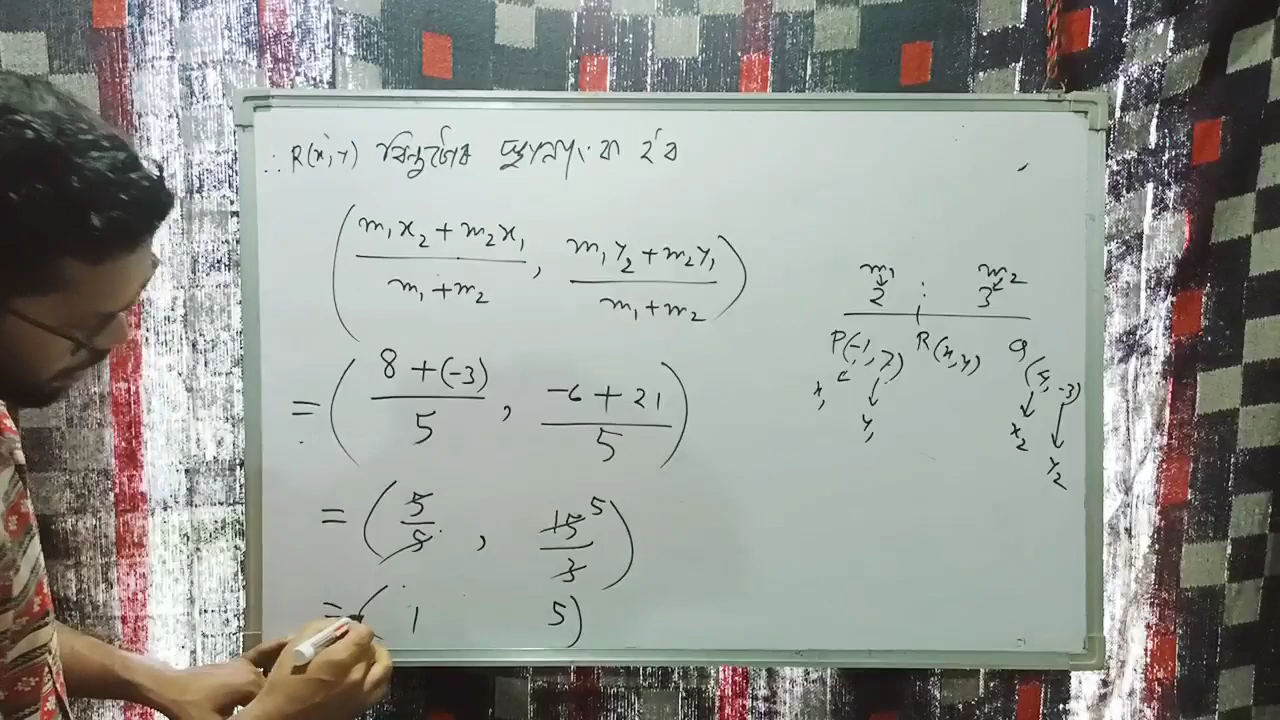 ∴ R(x, y) বিন্দুটোৰ স্থানাংক হ'ব
( (m₁x₂ + m₂x₁)/(m₁ + m₂), (m₁y₂ + m₂y₁)/(m₁ + m₂) )
= ( (8 + (-3))/5, (-6 + 21)/5 )
= ( 5/5, 15/3 5 )
= ( 1 5)
m₁ m₂
2 : 3
P(-1, 7) R(x, y) Q(4, -3)
x₁ y₁ x₂ y₂